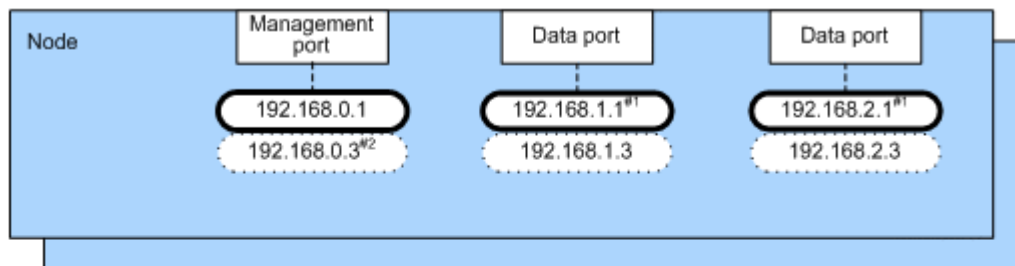 Node
Management
port
Data port
Data port
192.168.0.1
192.168.1.1#1
192.168.2.1#1
192.168.0.3#2
192.168.1.3
192.168.2.3